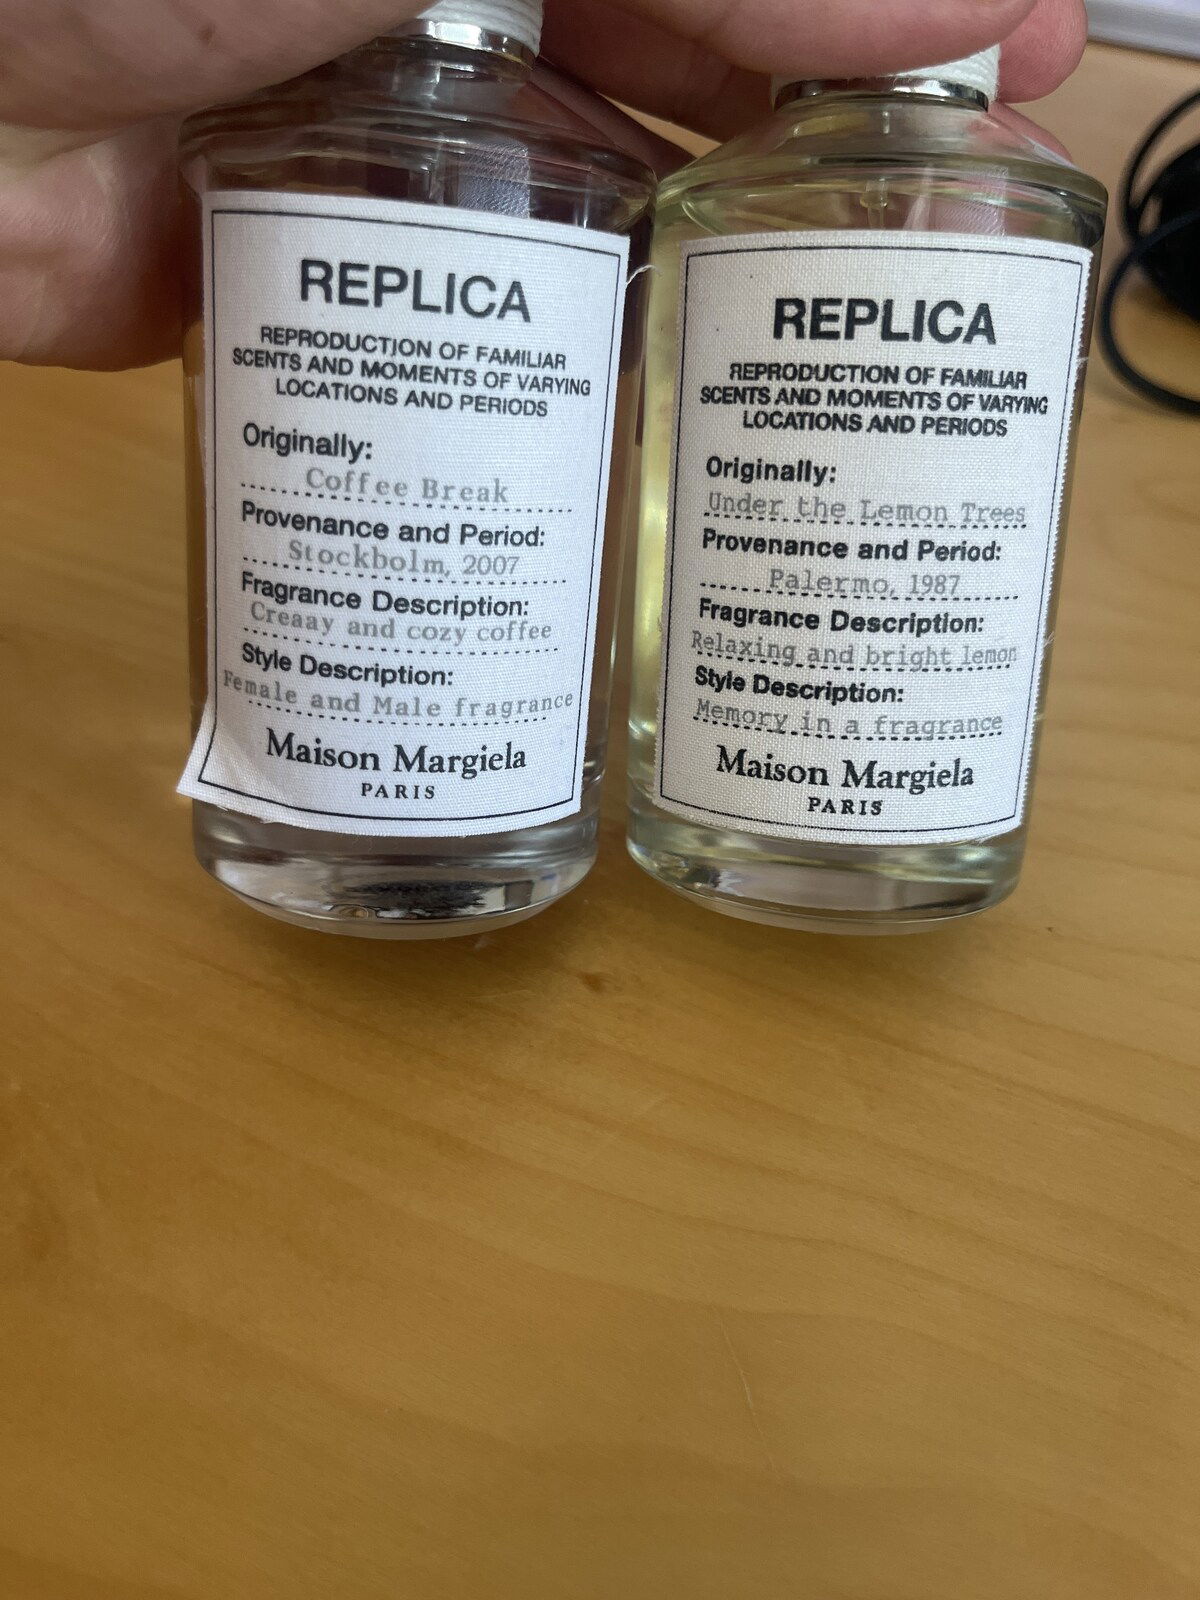 REPLICA
REPRODUCTION OF FAMILIAR
SCENTS AND MOMENTS OF VARYING
LOCATIONS AND PERIODS
Originally:
Coffee Break
Provenance and Period:
Stockbolm, 2007
Fragrance Description:
Creaay and cozy coffee
Style Description:
Female and Male fragrance
Maison Margiela
PARIS
REPLICA
REPRODUCTION OF FAMILIAR
SCENTS AND MOMENTS OF VARYING
LOCATIONS AND PERIODS
Originally:
Under the Lemon Trees
Provenance and Period:
Palermo, 1987
Fragrance Description:
Relaxing and bright lemon
Style Description:
Memory in a fragrance
Maison Margiela
PARIS